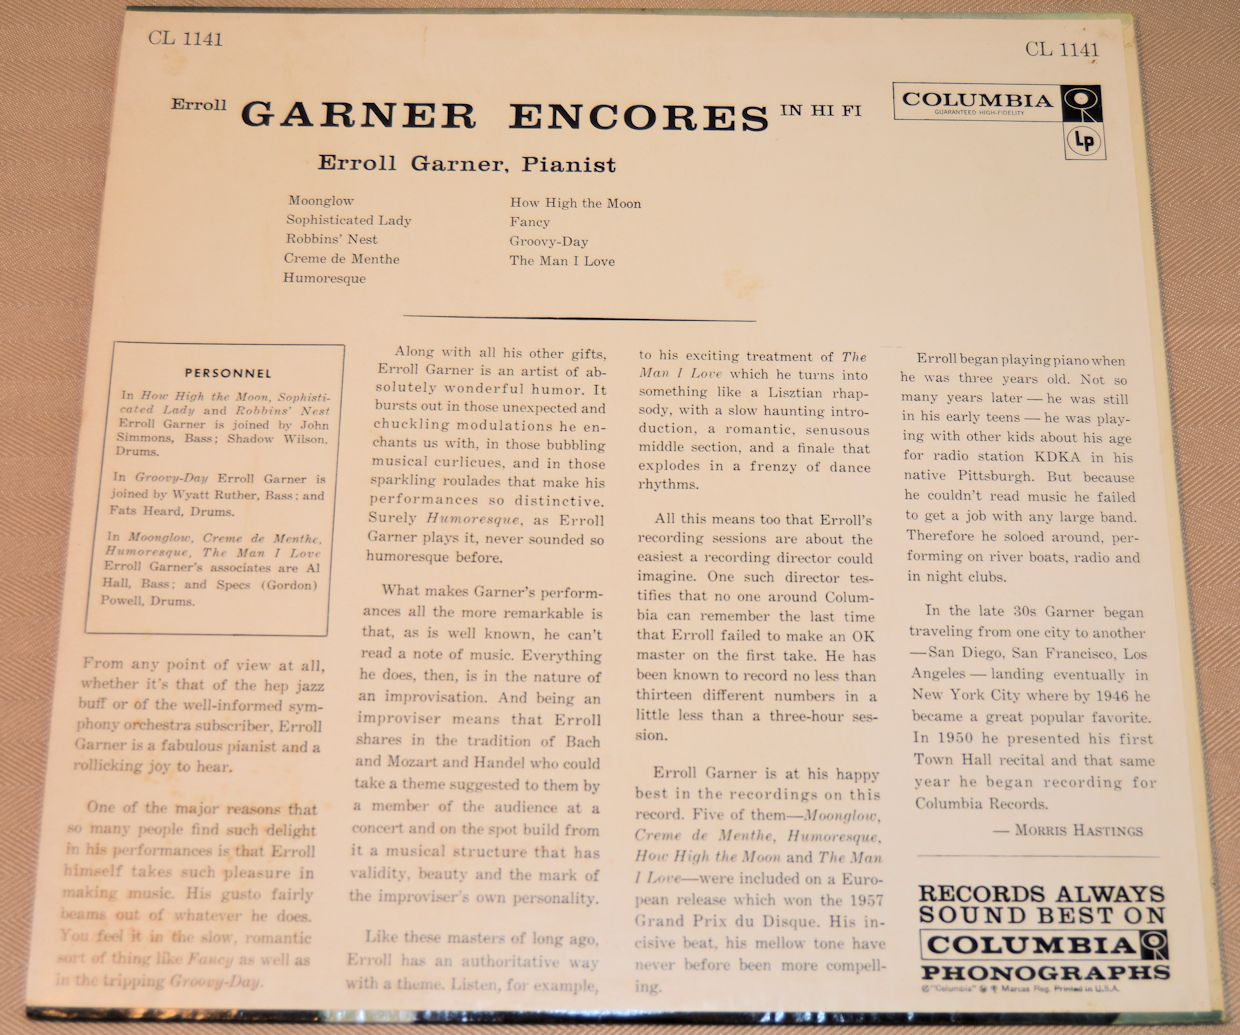 CL 1141
CL 1141
Erroll GARNER ENCORES IN HI FI
COLUMBIA
GUARANTEED HIGH-FIDELITY
Lp
Erroll Garner, Pianist
Moonglow
Sophisticated Lady
Robbins' Nest
Creme de Menthe
Humoresque
How High the Moon
Fancy
Groovy-Day
The Man I Love
PERSONNEL
In How High the Moon, Sophisti-
cated Lady and Robbins' Nest
Erroll Garner is joined by John
Simmons, Bass; Shadow Wilson,
Drums.
In Groovy-Day Erroll Garner is
joined by Wyatt Ruther, Bass; and
Fats Heard, Drums.
In Moonglow, Creme de Menthe,
Humoresque, The Man I Love
Erroll Garner's associates are Al
Hall, Bass; and Specs (Gordon)
Powell, Drums.
From any point of view at all,
whether it's that of the hep jazz
buff or of the well-informed sym-
phony orchestra subscriber, Erroll
Garner is a fabulous pianist and a
rollicking joy to hear.
One of the major reasons that
so many people find such delight
in his performances is that Erroll
himself takes such pleasure in
making music. His gusto fairly
beams out of whatever he does.
You feel it in the slow, romantic
sort of thing like Fancy as well as
in the tripping Groovy-Day.
Along with all his other gifts,
Erroll Garner is an artist of ab-
solutely wonderful humor. It
bursts out in those unexpected and
chuckling modulations he en-
chants us with, in those bubbling
musical curlicues, and in those
sparkling roulades that make his
performances so distinctive.
Surely Humoresque, as Erroll
Garner plays it, never sounded so
humoresque before.
What makes Garner's perform-
ances all the more remarkable is
that, as is well known, he can't
read a note of music. Everything
he does, then, is in the nature of
an improvisation. And being an
improviser means that Erroll
shares in the tradition of Bach
and Mozart and Handel who could
take a theme suggested to them by
a member of the audience at a
concert and on the spot build from
it a musical structure that has
validity, beauty and the mark of
the improviser's own personality.
Like these masters of long ago,
Erroll has an authoritative way
with a theme. Listen, for example,
to his exciting treatment of The
Man I Love which he turns into
something like a Lisztian rhap-
sody, with a slow haunting intro-
duction, a romantic, senusous
middle section, and a finale that
explodes in a frenzy of dance
rhythms.
All this means too that Erroll's
recording sessions are about the
easiest a recording director could
imagine. One such director tes-
tifies that no one around Colum-
bia can remember the last time
that Erroll failed to make an OK
master on the first take. He has
been known to record no less than
thirteen different numbers in a
little less than a three-hour ses-
sion.
Erroll Garner is at his happy
best in the recordings on this
record. Five of them—Moonglow,
Creme de Menthe, Humoresque,
How High the Moon and The Man
I Love—were included on a Euro-
pean release which won the 1957
Grand Prix du Disque. His in-
cisive beat, his mellow tone have
never before been more compell-
ing.
Erroll began playing piano when
he was three years old. Not so
many years later — he was still
in his early teens — he was play-
ing with other kids about his age
for radio station KDKA in his
native Pittsburgh. But because
he couldn't read music he failed
to get a job with any large band.
Therefore he soloed around, per-
forming on river boats, radio and
in night clubs.
In the late 30s Garner began
traveling from one city to another
—San Diego, San Francisco, Los
Angeles — landing eventually in
New York City where by 1946 he
became a great popular favorite.
In 1950 he presented his first
Town Hall recital and that same
year he began recording for
Columbia Records.
— MORRIS HASTINGS
RECORDS ALWAYS
SOUND BEST ON
COLUMBIA
PHONOGRAPHS
"Columbia" Marcas Reg. Printed in U.S.A.